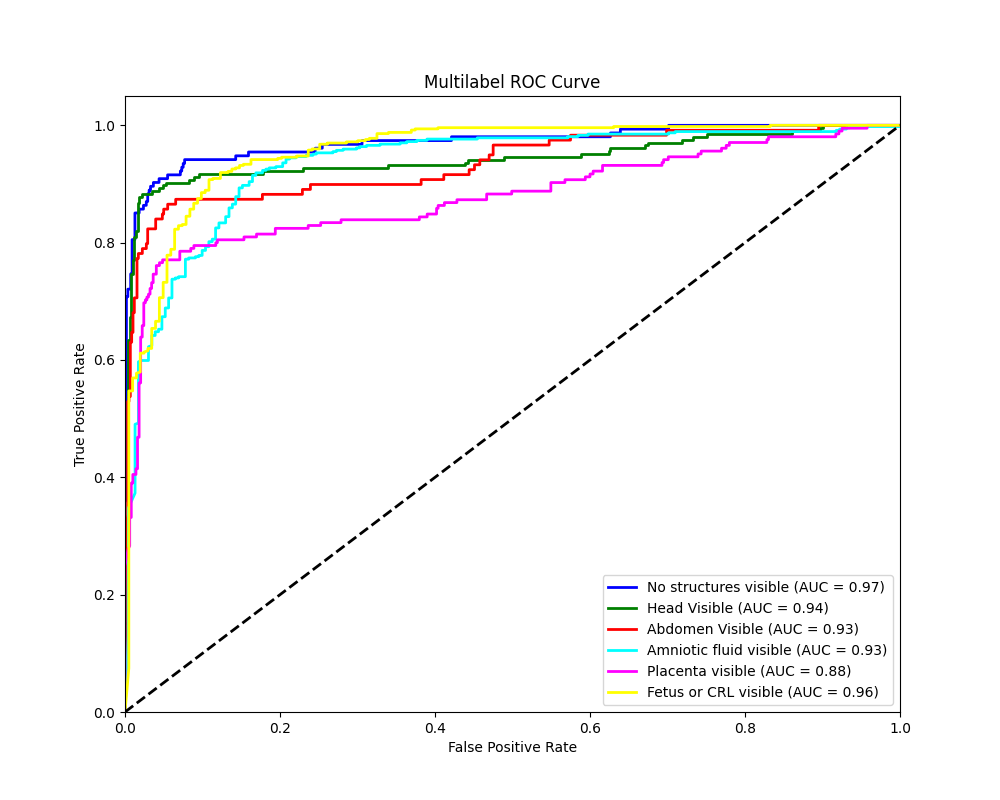 Multilabel ROC Curve
True Positive Rate
1.0
0.8
0.6
0.4
0.2
0.0
0.0 0.2 0.4 0.6 0.8 1.0
False Positive Rate
No structures visible (AUC = 0.97)
Head Visible (AUC = 0.94)
Abdomen Visible (AUC = 0.93)
Amniotic fluid visible (AUC = 0.93)
Placenta visible (AUC = 0.88)
Fetus or CRL visible (AUC = 0.96)